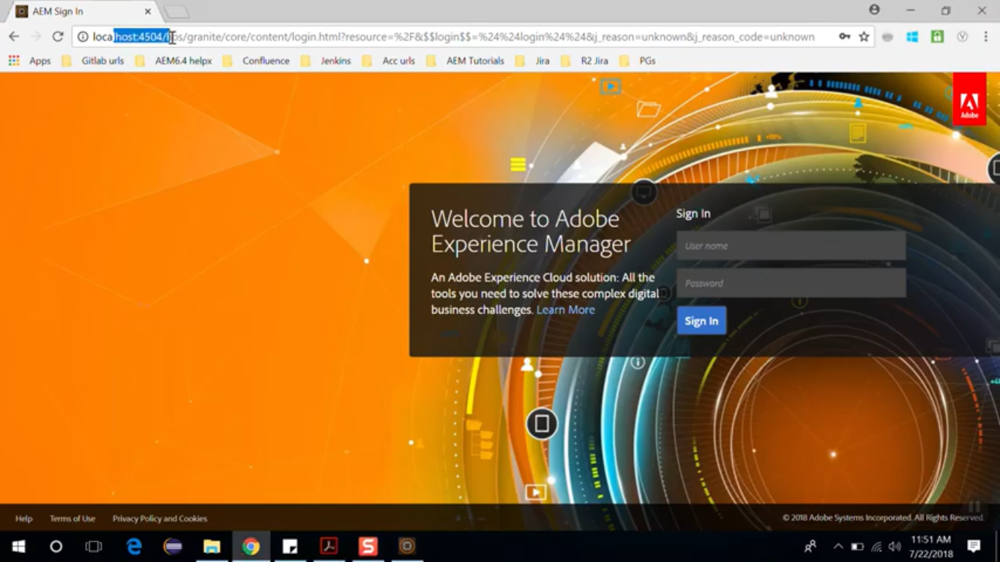 AEM Sign In
localhost:4504/libs/granite/core/content/login.html?resource=%2F&$$login$$=%24%24login%24%24&j_reason=unknown&j_reason_code=unknown
Apps Gitlab urls AEM6.4 helpx Confluence Jenkins Acc urls AEM Tutorials Jira R2 Jira PGs
Adobe
Welcome to Adobe
Experience Manager
An Adobe Experience Cloud solution: All the
tools you need to solve these complex digital
business challenges. Learn More
Sign In
User name
Password
Sign In
Help Terms of Use Privacy Policy and Cookies
© 2018 Adobe Systems Incorporated. All Rights Reserved.
11:51 AM
7/22/2018